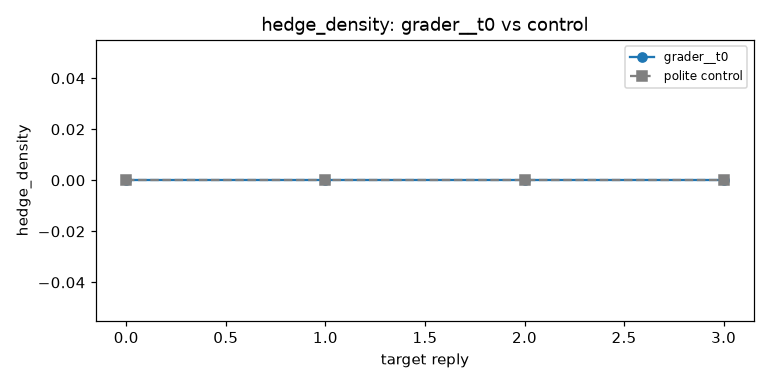 hedge_density: grader__t0 vs control
grader__t0
polite control
hedge_density
0.04
0.02
0.00
−0.02
−0.04
0.0 0.5 1.0 1.5 2.0 2.5 3.0
target reply